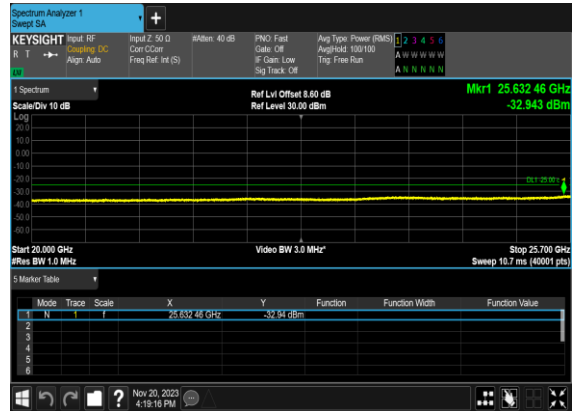 Spectrum Analyzer 1
Swept SA
+
KEYSIGHT Input: RF Input Z: 50 Ω #Atten: 40 dB PNO: Fast Avg Type: Power (RMS) 1 2 3 4 5 6
R T Coupling: DC Corr CCorr Gate: Off Avg|Hold: 100/100 A W W W W W
Align: Auto Freq Ref: Int (S) IF Gain: Low Trig: Free Run
LW Sig Track: Off A N N N N N
1 Spectrum Ref Lvl Offset 8.60 dB Mkr1 25.632 46 GHz
Scale/Div 10 dB Ref Level 30.00 dBm -32.943 dBm
Log
20.0
10.0
0.00
-10.0
-20.0
DL1 -25.00
-30.0
-40.0
-50.0
-60.0
Start 20.000 GHz Video BW 3.0 MHz* Stop 25.700 GHz
#Res BW 1.0 MHz Sweep 10.7 ms (40001 pts)
5 Marker Table
Mode Trace Scale X Y Function Function Width Function Value
1 N 1 f 25.632 46 GHz -32.94 dBm
2
3
4
5
6
? Nov 20, 2023
4:19:16 PM